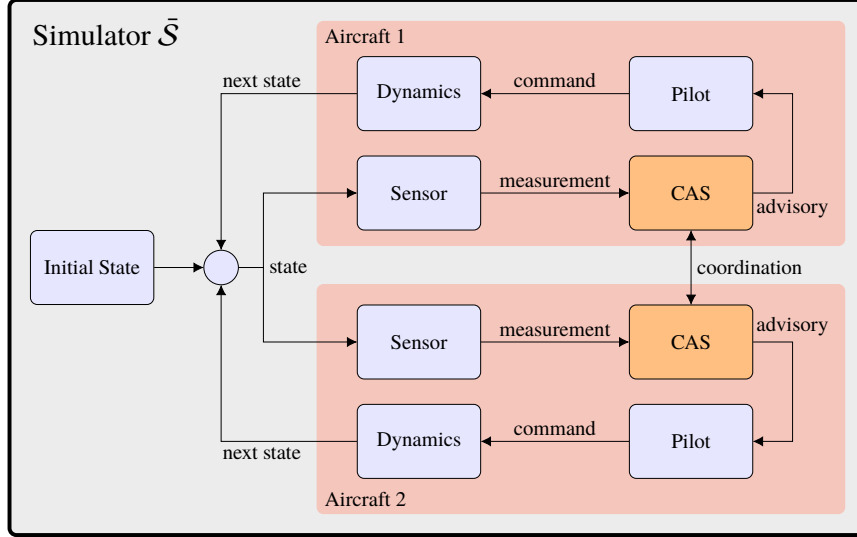 Simulator S̄
Aircraft 1
next state
Dynamics
command
Pilot
Sensor
measurement
CAS
advisory
Initial State
state
coordination
Sensor
measurement
CAS
advisory
Dynamics
command
Pilot
next state
Aircraft 2